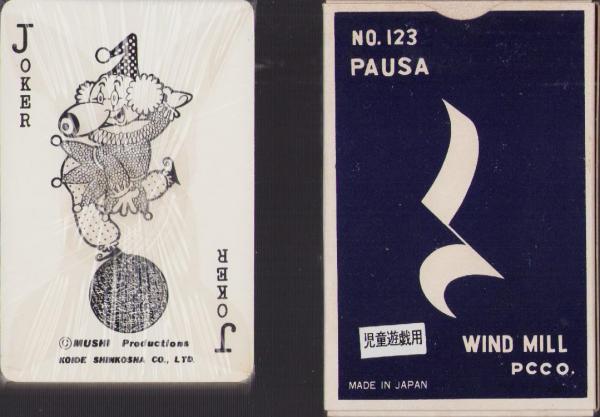 JOKER
JOKER
©MUSHI Productions
KOIDE SHINKOSHA CO., LTD.
NO. 123
PAUSA
児童遊戯用
WIND MILL
PCCO.
MADE IN JAPAN